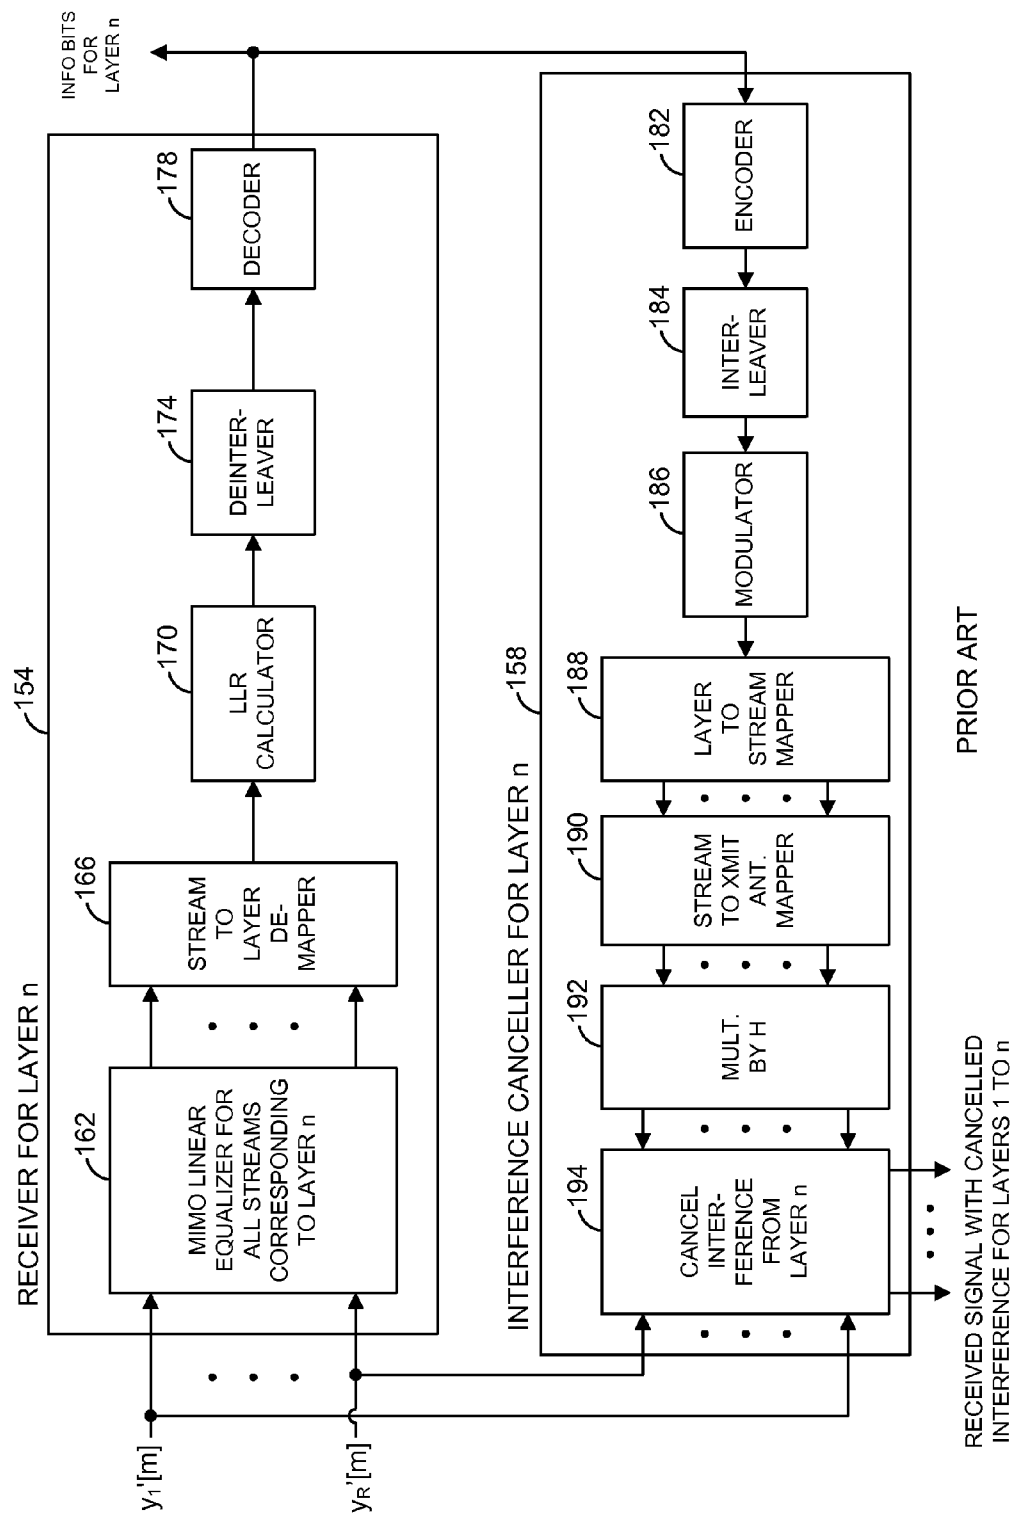 INFO BITS
FOR
LAYER n
RECEIVER FOR LAYER n
154
y1'[m]
yR'[m]
162
MIMO LINEAR
EQUALIZER FOR
ALL STREAMS
CORRESPONDING
TO LAYER n
166
STREAM
TO
LAYER
DE-
MAPPER
170
LLR
CALCULATOR
174
DEINTER-
LEAVER
178
DECODER
INTERFERENCE CANCELLER FOR LAYER n
158
194
CANCEL
INTER-
FERENCE
FROM
LAYER n
192
MULT.
BY H
190
STREAM
TO XMIT
ANT.
MAPPER
188
LAYER
TO
STREAM
MAPPER
186
MODULATOR
184
INTER-
LEAVER
182
ENCODER
RECEIVED SIGNAL WITH CANCELLED
INTERFERENCE FOR LAYERS 1 TO n
PRIOR ART